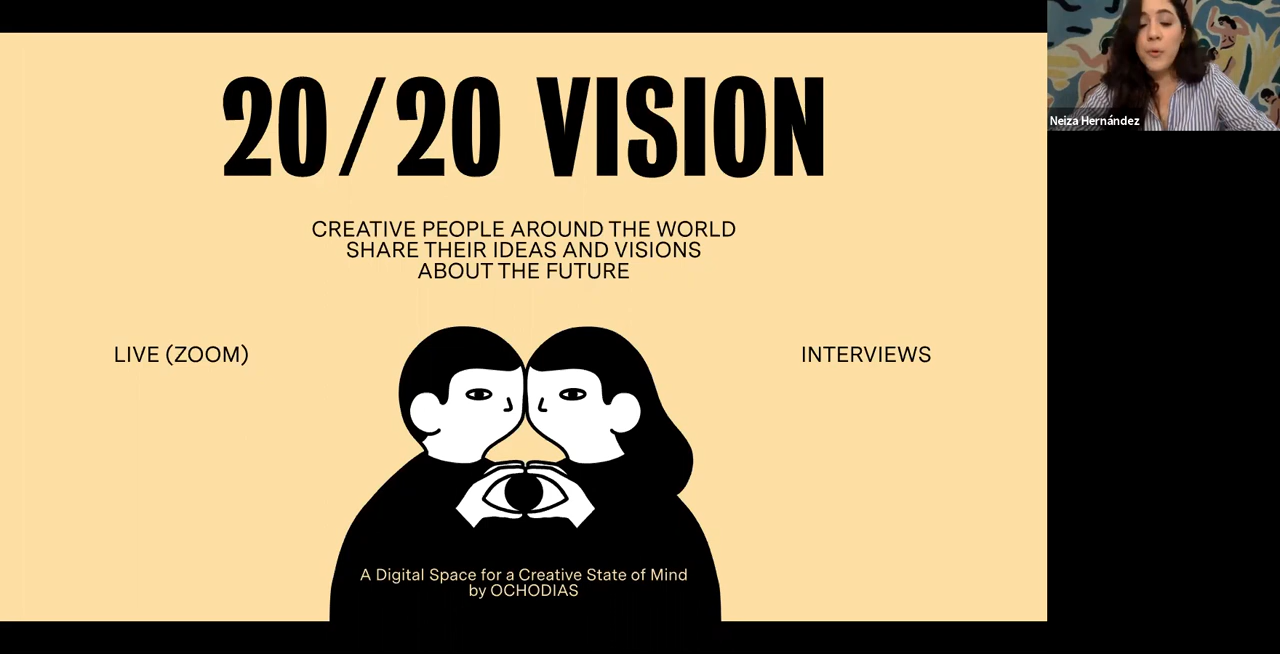 20/20 VISION
CREATIVE PEOPLE AROUND THE WORLD
SHARE THEIR IDEAS AND VISIONS
ABOUT THE FUTURE
LIVE (ZOOM)
INTERVIEWS
A Digital Space for a Creative State of Mind
by OCHODIAS
Neiza Hernández